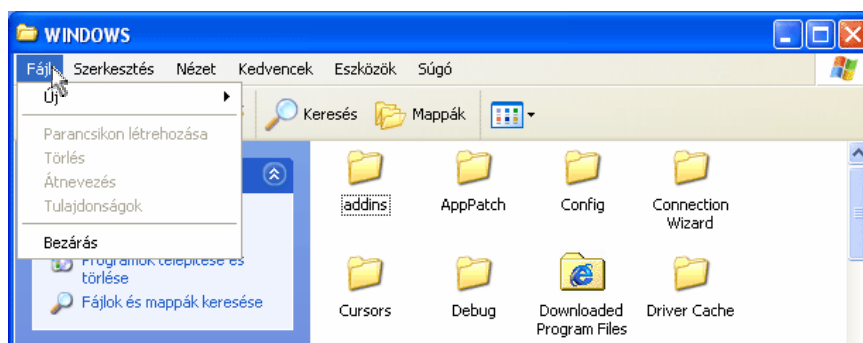 WINDOWS
Fájl Szerkesztés Nézet Kedvencek Eszközök Súgó
Új
Keresés Mappák
Parancsikon létrehozása
Törlés
Átnevezés
Tulajdonságok
Bezárás
Programok telepítése és
törlése
Fájlok és mappák keresése
addins AppPatch Config Connection
Wizard
Cursors Debug Downloaded Driver Cache
Program Files